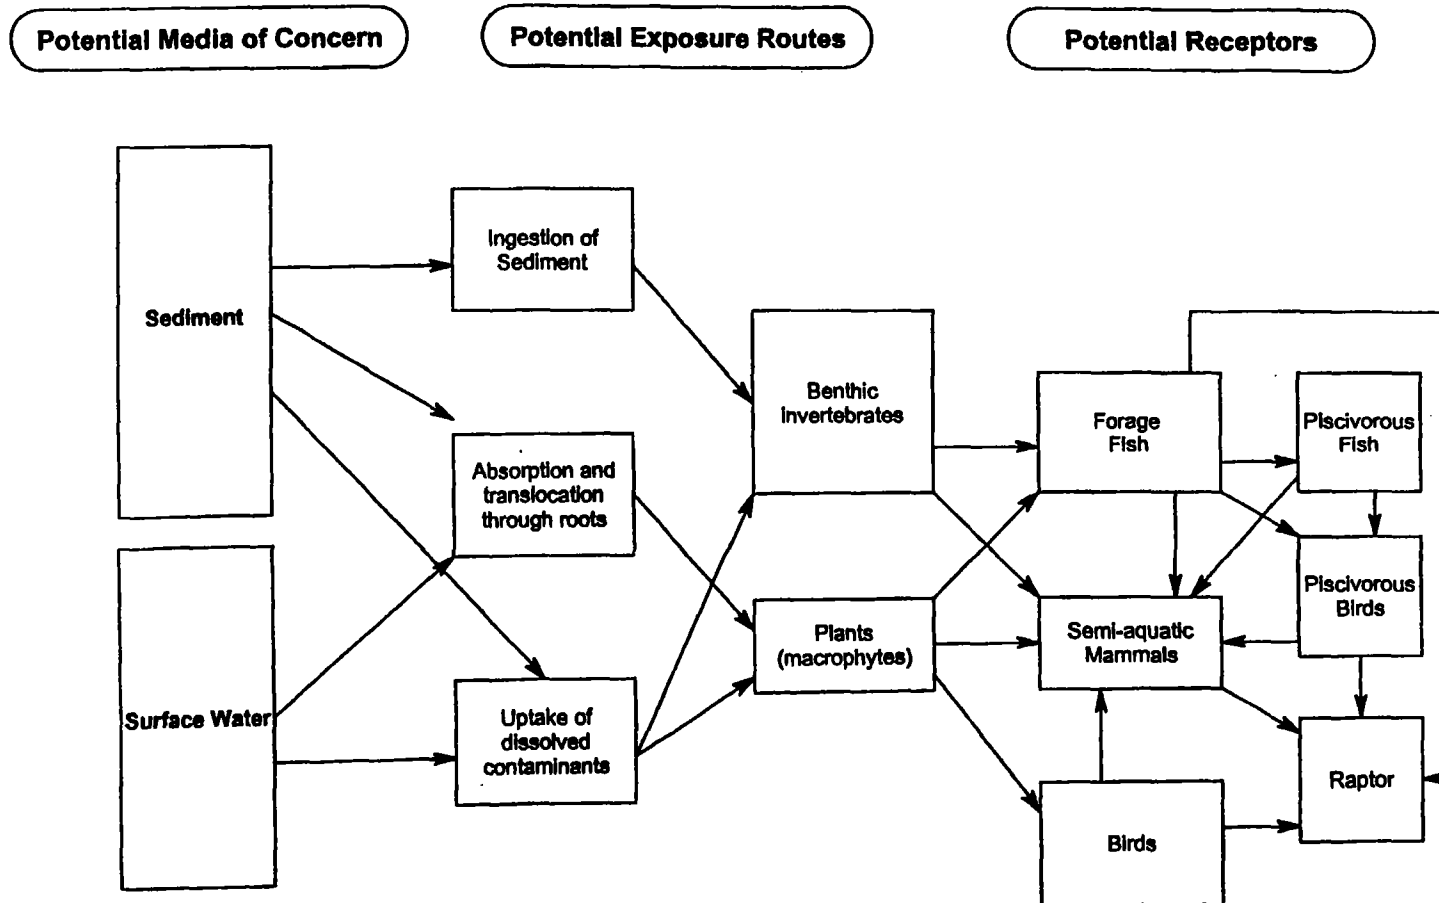 Potential Media of Concern
Potential Exposure Routes
Potential Receptors
Sediment
Surface Water
Ingestion of
Sediment
Absorption and
translocation
through roots
Uptake of
dissolved
contaminants
Benthic
Invertebrates
Plants
(macrophytes)
Forage
Fish
Piscivorous
Fish
Semi-aquatic
Mammals
Piscivorous
Birds
Birds
Raptor